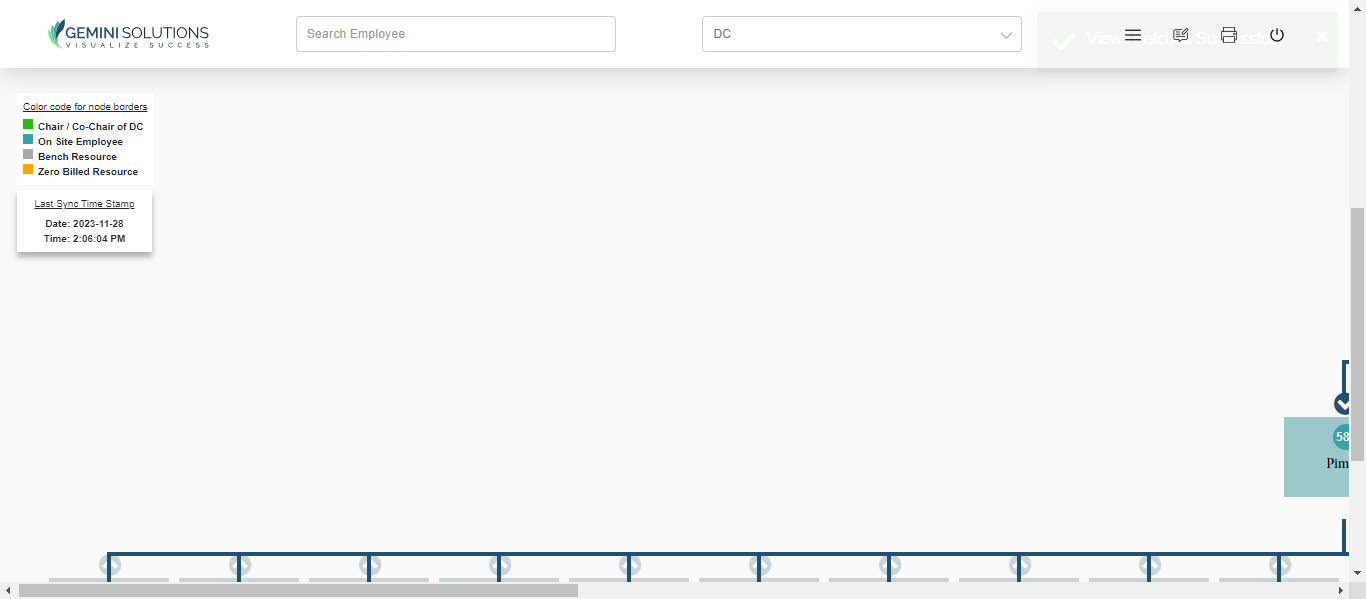 GEMINI SOLUTIONS
VISUALIZE SUCCESS
Search Employee
DC
Views Fetched Successfully
Color code for node borders
Chair / Co-Chair of DC
On Site Employee
Bench Resource
Zero Billed Resource
Last Sync Time Stamp
Date: 2023-11-28
Time: 2:06:04 PM
58
Pim